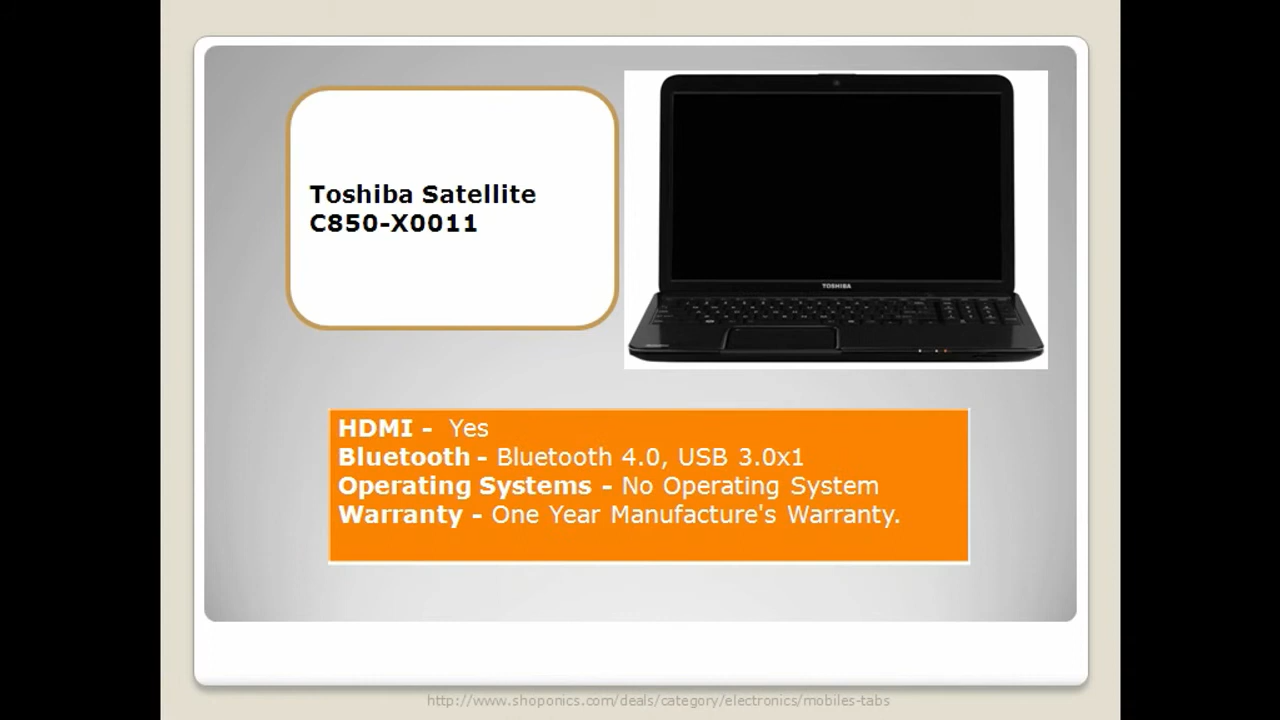 Toshiba Satellite
C850-X0011
TOSHIBA
HDMI - Yes
Bluetooth - Bluetooth 4.0, USB 3.0x1
Operating Systems - No Operating System
Warranty - One Year Manufacture's Warranty.
http://www.shoponics.com/deals/category/electronics/mobiles-tabs